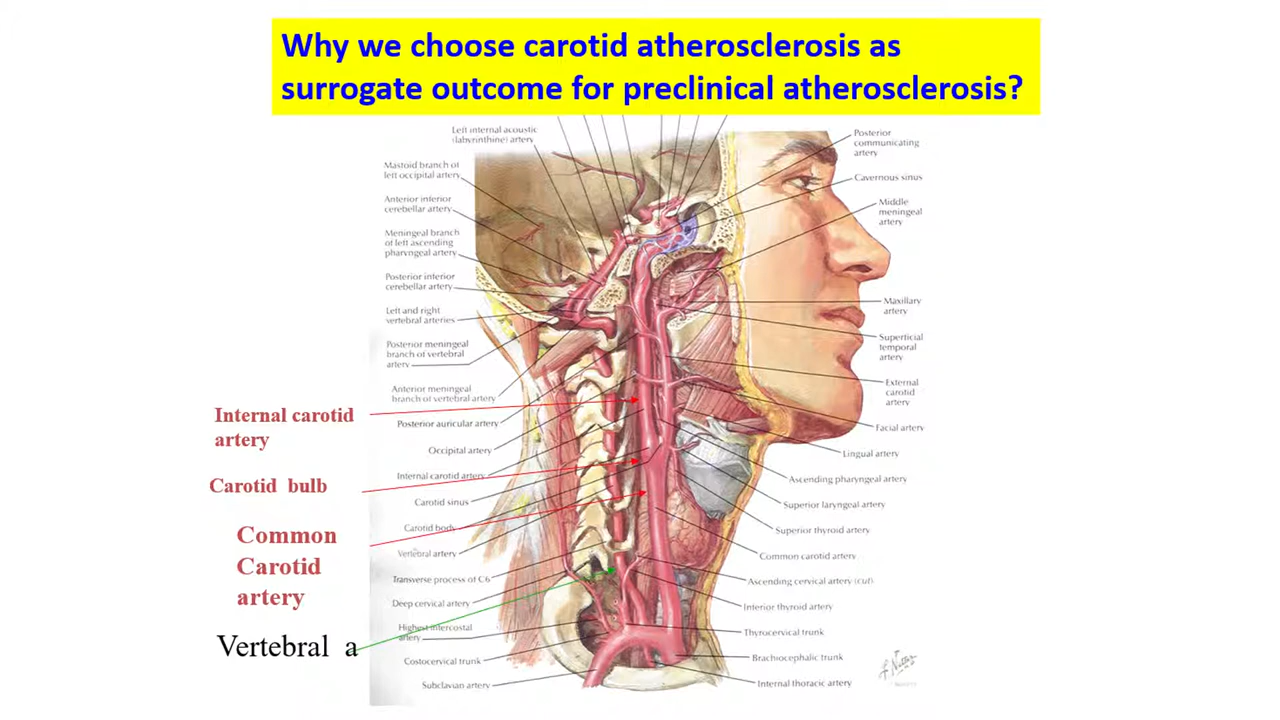 Why we choose carotid atherosclerosis as
surrogate outcome for preclinical atherosclerosis?
Left internal acoustic
(labyrinthine) artery
Mastoid branch of
left occipital artery
Anterior inferior
cerebellar artery
Meningeal branch
of left ascending
pharyngeal artery
Posterior inferior
cerebellar artery
Left and right
vertebral arteries
Posterior meningeal
branch of vertebral
artery
Anterior meningeal
branch of vertebral artery
Posterior auricular artery
Occipital artery
Internal carotid artery
Carotid sinus
Carotid body
Vertebral artery
Transverse process of C6
Deep cervical artery
Highest intercostal
artery
Costocervical trunk
Subclavian artery
Internal carotid
artery
Carotid bulb
Common
Carotid
artery
Vertebral a
Posterior
communicating
artery
Cavernous sinus
Middle
meningeal
artery
Maxillary
artery
Superficial
temporal
artery
External
carotid
artery
Facial artery
Lingual artery
Ascending pharyngeal artery
Superior laryngeal artery
Superior thyroid artery
Common carotid artery
Ascending cervical artery (cut)
Inferior thyroid artery
Thyrocervical trunk
Brachiocephalic trunk
Internal thoracic artery
F. Netter